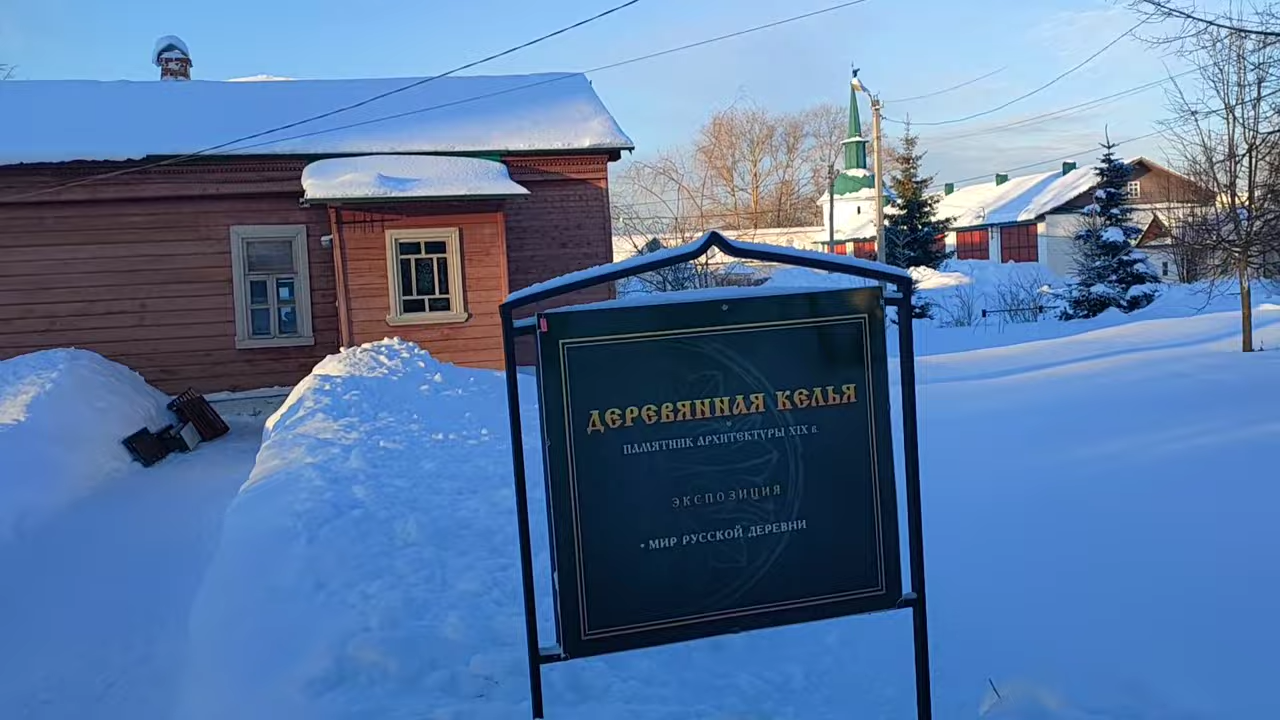 ДЕРЕВЯННАЯ КЕЛЬЯ
ПАМЯТНИК АРХИТЕКТУРЫ XIX в.
ЭКСПОЗИЦИЯ
• МИР РУССКОЙ ДЕРЕВНИ